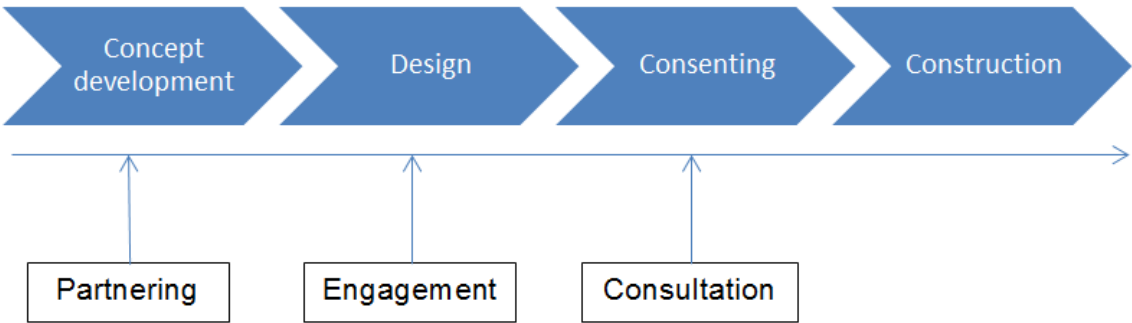 Concept
development
Design
Consenting
Construction
Partnering
Engagement
Consultation